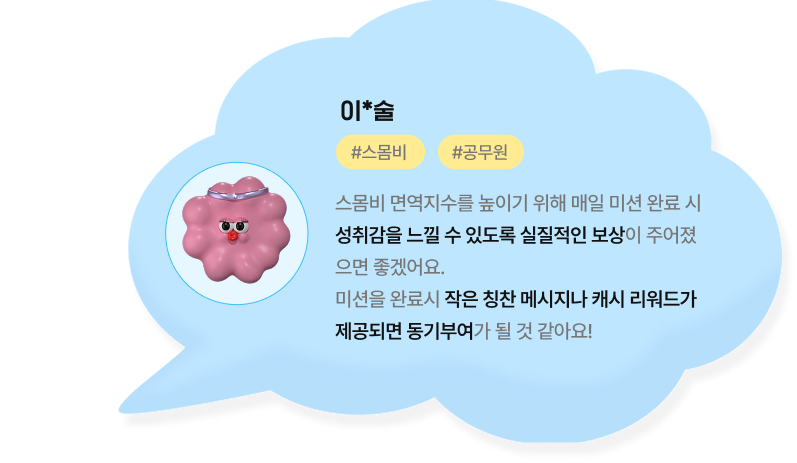 이*술
#스몸비 #공무원
스몸비 면역지수를 높이기 위해 매일 미션 완료 시
성취감을 느낄 수 있도록 실질적인 보상이 주어졌
으면 좋겠어요.
미션을 완료시 작은 칭찬 메시지나 캐시 리워드가
제공되면 동기부여가 될 것 같아요!